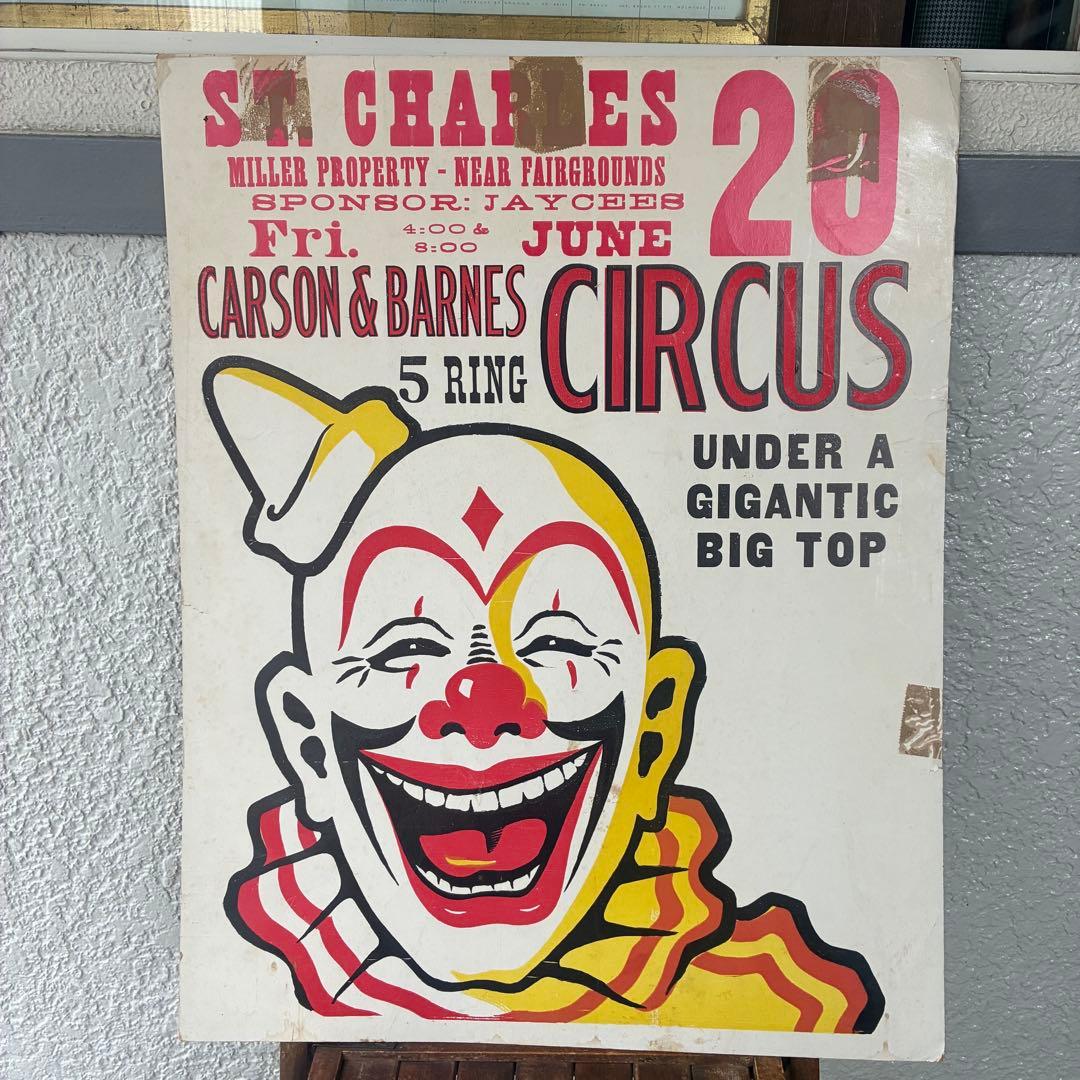 ST. CHARLES 20
MILLER PROPERTY - NEAR FAIRGROUNDS
SPONSOR: JAYCEES
Fri. 4:00 & 8:00 JUNE
CARSON & BARNES CIRCUS
5 RING
UNDER A
GIGANTIC
BIG TOP